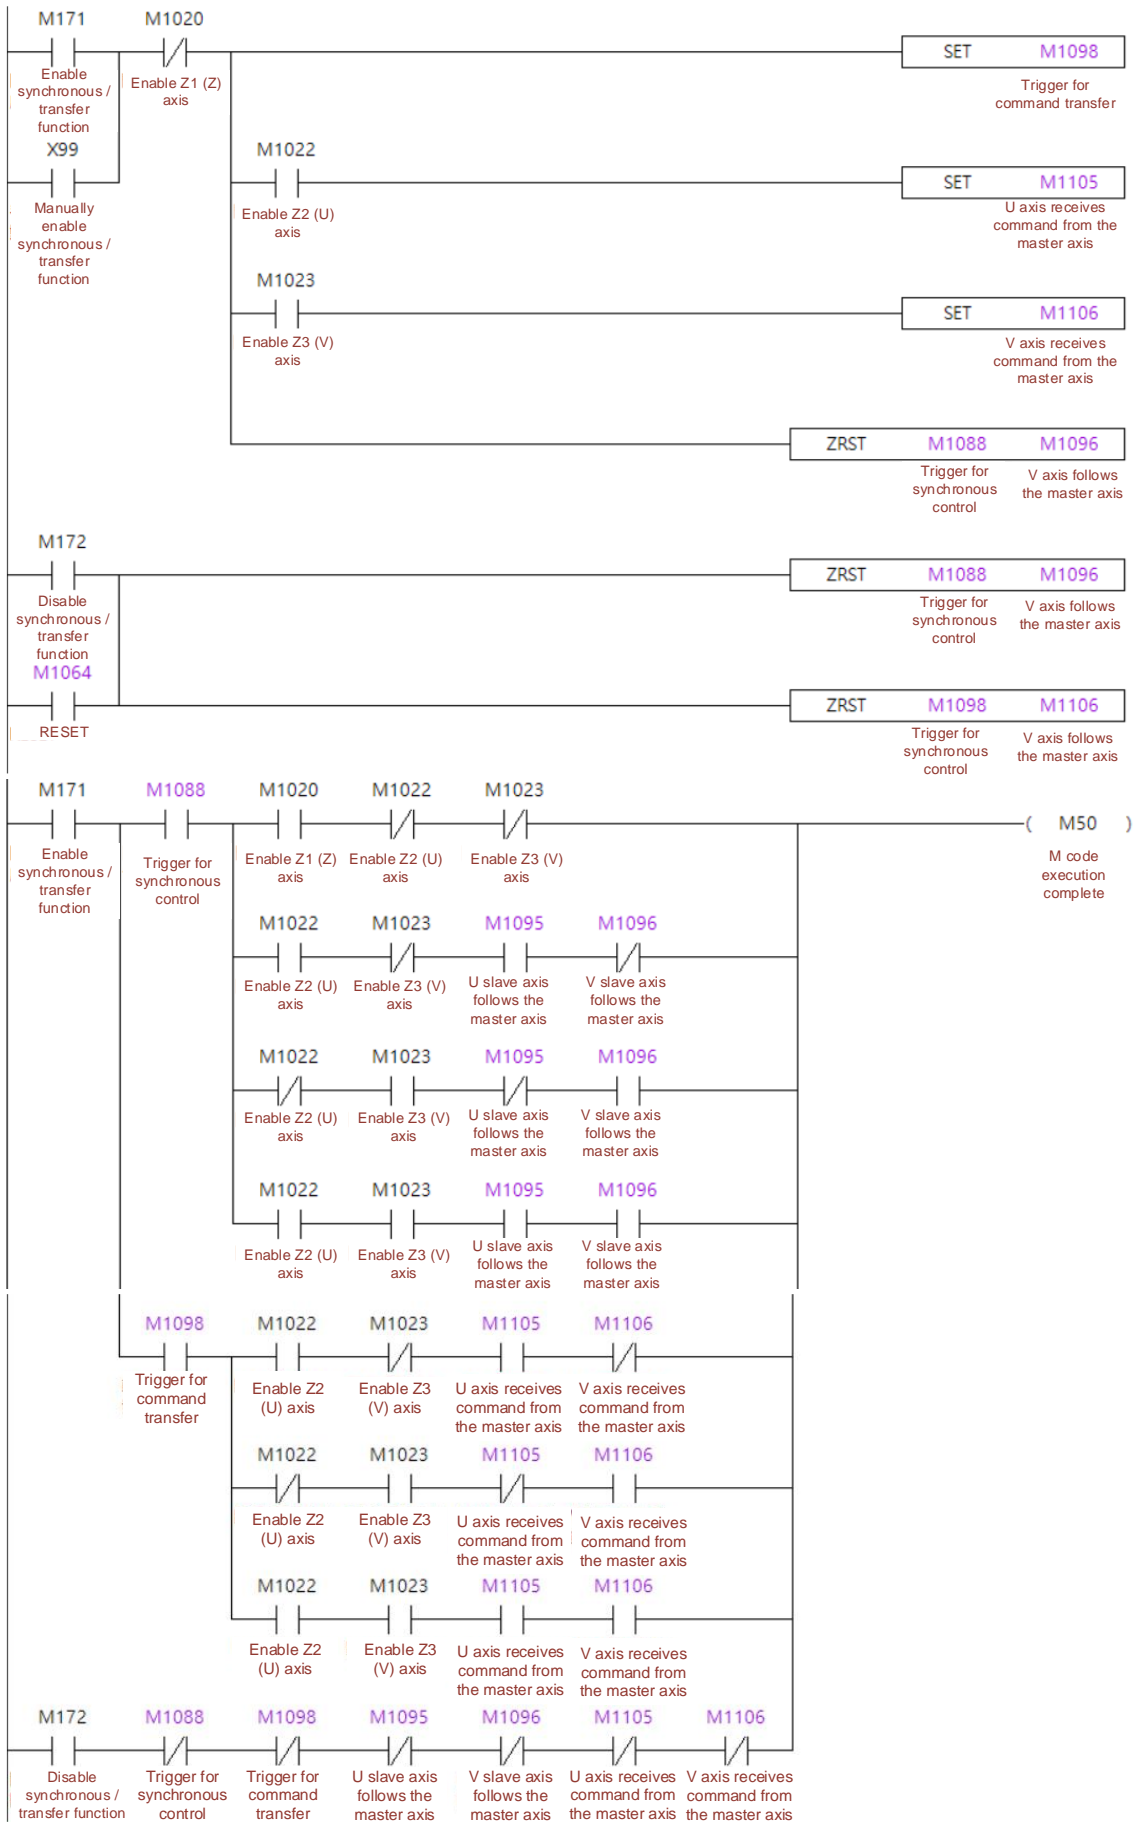 M171 M1020
SET M1098
Enable
synchronous /
transfer
function
Enable Z1 (Z)
axis
Trigger for
command transfer
X99 M1022
SET M1105
Manually
enable
synchronous /
transfer
function
Enable Z2 (U)
axis
U axis receives
command from the
master axis
M1023
SET M1106
Enable Z3 (V)
axis
V axis receives
command from the
master axis
ZRST M1088 M1096
Trigger for
synchronous
control
V axis follows
the master axis
M172
ZRST M1088 M1096
Disable
synchronous /
transfer
function
Trigger for
synchronous
control
V axis follows
the master axis
M1064
ZRST M1098 M1106
RESET
Trigger for
synchronous
control
V axis follows
the master axis
M171 M1088 M1020 M1022 M1023
( M50 )
Enable
synchronous /
transfer
function
Trigger for
synchronous
control
Enable Z1 (Z)
axis
Enable Z2 (U)
axis
Enable Z3 (V)
axis
M code
execution
complete
M1022 M1023 M1095 M1096
Enable Z2 (U)
axis
Enable Z3 (V)
axis
U slave axis
follows the
master axis
V slave axis
follows the
master axis
M1022 M1023 M1095 M1096
Enable Z2 (U)
axis
Enable Z3 (V)
axis
U slave axis
follows the
master axis
V slave axis
follows the
master axis
M1022 M1023 M1095 M1096
Enable Z2 (U)
axis
Enable Z3 (V)
axis
U slave axis
follows the
master axis
V slave axis
follows the
master axis
M1098 M1022 M1023 M1105 M1106
Trigger for
command
transfer
Enable Z2
(U) axis
Enable Z3
(V) axis
U axis receives
command from
the master axis
V axis receives
command from
the master axis
M1022 M1023 M1105 M1106
Enable Z2
(U) axis
Enable Z3
(V) axis
U axis receives
command from
the master axis
V axis receives
command from
the master axis
M1022 M1023 M1105 M1106
Enable Z2
(U) axis
Enable Z3
(V) axis
U axis receives
command from
the master axis
V axis receives
command from
the master axis
M172 M1088 M1098 M1095 M1096 M1105 M1106
Disable
synchronous /
transfer function
Trigger for
synchronous
control
Trigger for
command
transfer
U slave axis
follows the
master axis
V slave axis
follows the
master axis
U axis receives
command from
the master axis
V axis receives
command from
the master axis